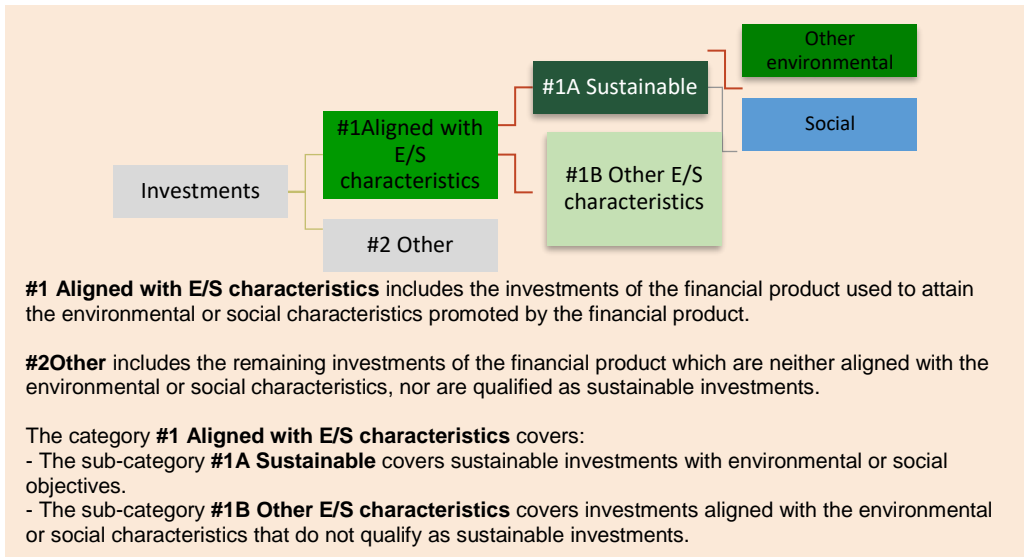 Other
environmental
#1A Sustainable
Social
#1Aligned with
E/S
characteristics
#1B Other E/S
characteristics
Investments
#2 Other
#1 Aligned with E/S characteristics includes the investments of the financial product used to attain
the environmental or social characteristics promoted by the financial product.
#2Other includes the remaining investments of the financial product which are neither aligned with the
environmental or social characteristics, nor are qualified as sustainable investments.
The category #1 Aligned with E/S characteristics covers:
- The sub-category #1A Sustainable covers sustainable investments with environmental or social
objectives.
- The sub-category #1B Other E/S characteristics covers investments aligned with the environmental
or social characteristics that do not qualify as sustainable investments.